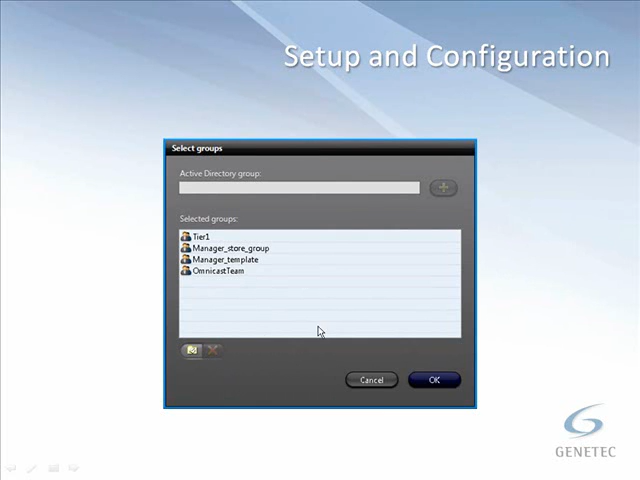 Setup and Configuration
Select groups
Active Directory group:
Selected groups:
Tier1
Manager_store_group
Manager_template
OmnicastTeam
Cancel
OK
GENETEC